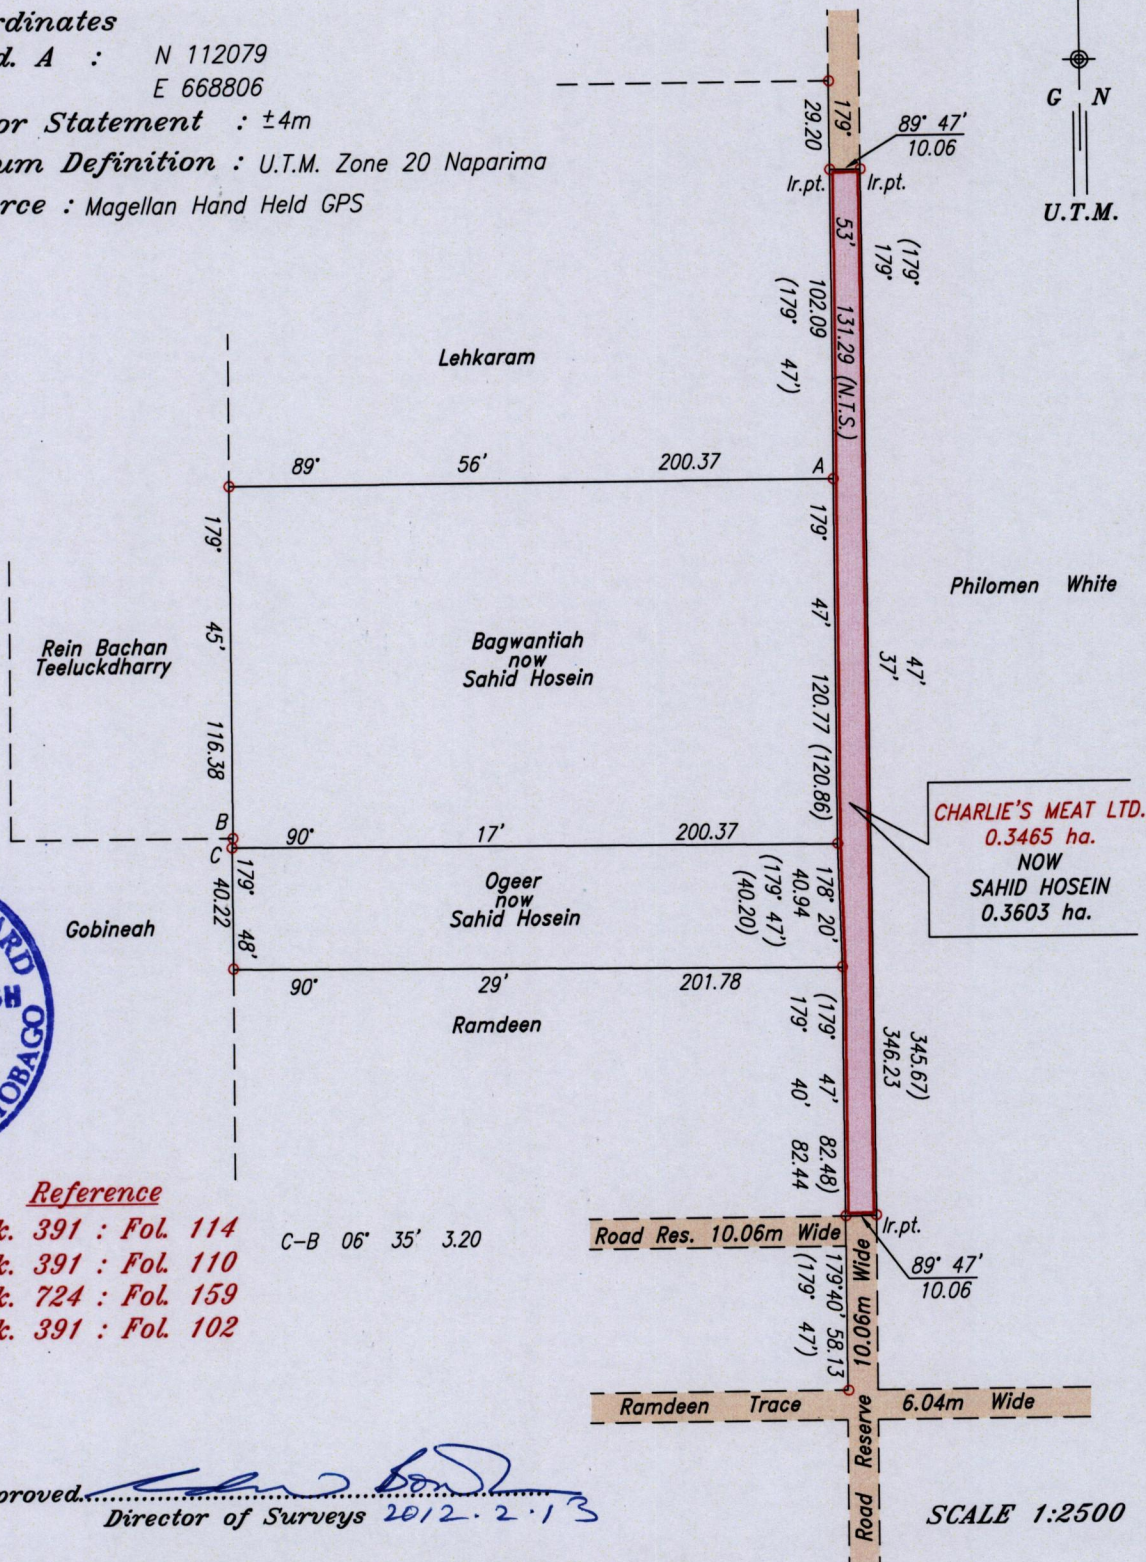 rdinates
d. A : N 112079
E 668806
or Statement : ±4m
um Definition : U.T.M. Zone 20 Naparima
rce : Magellan Hand Held GPS
G N
U.T.M.
179°
29.20
89° 47'
10.06
Ir.pt.
Ir.pt.
53'
131.29 (N.T.S.)
102.09
(179° 47')
(179°
179°
Lehkaram
89° 56' 200.37 A
179° 47' 120.77 (120.86)
179° 45' 116.38
Philomen White
47'
37'
Rein Bachan
Teeluckdharry
Bagwantiah
now
Sahid Hosein
CHARLIE'S MEAT LTD.
0.3465 ha.
NOW
SAHID HOSEIN
0.3603 ha.
B
C
90° 17' 200.37
179° 48'
40.22
Gobineah
Ogeer
now
Sahid Hosein
178° 20'
40.94
(179° 47')
(40.20)
90° 29' 201.78
Ramdeen
(179° 47' 82.48)
179° 40' 82.44
345.67)
346.23
ARD
SH
TOBAGO
Reference
k. 391 : Fol. 114
k. 391 : Fol. 110
k. 724 : Fol. 159
k. 391 : Fol. 102
C-B 06° 35' 3.20
Road Res. 10.06m Wide
Ir.pt.
89° 47'
10.06
179°40' 58.13
(179° 47')
Road Reserve 10.06m Wide
Ramdeen Trace 6.04m Wide
proved
Director of Surveys 2012.2.13
SCALE 1:2500